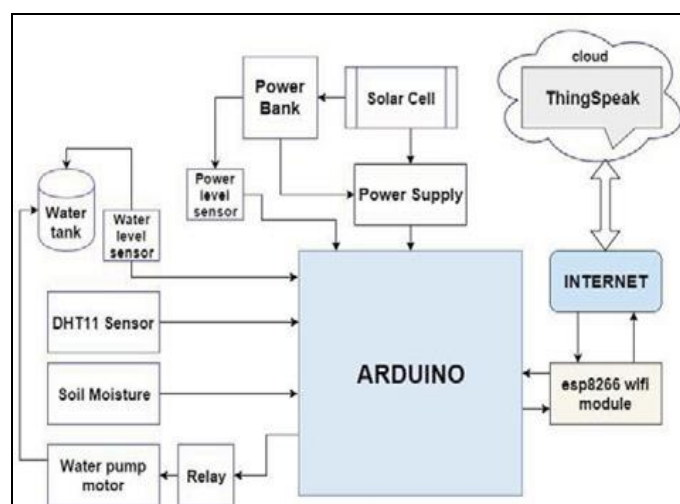 cloud
ThingSpeak
Power
Bank
Solar Cell
Power
level sensor
Power Supply
Water
tank
Water
level
sensor
INTERNET
DHT11 Sensor
ARDUINO
Soil Moisture
esp8266 wifi
module
Water pump
motor
Relay